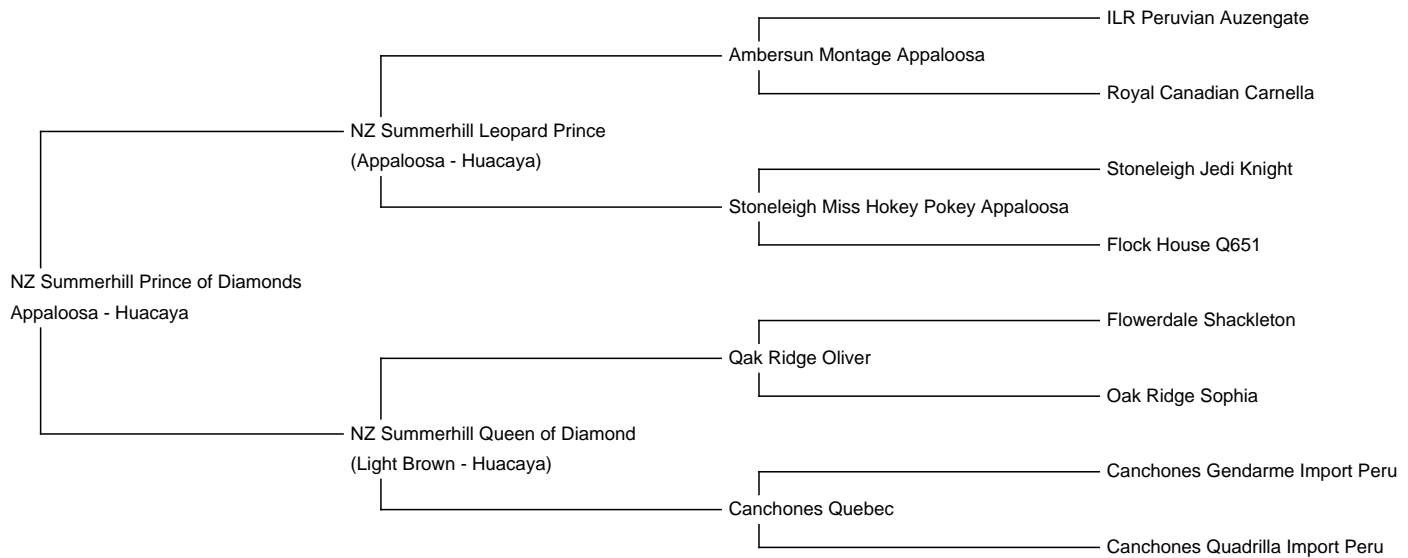 ILR Peruvian Auzengate
Ambersun Montage Appaloosa
Royal Canadian Carnella
NZ Summerhill Leopard Prince
(Appaloosa - Huacaya)
Stoneleigh Jedi Knight
Stoneleigh Miss Hokey Pokey Appaloosa
Flock House Q651
NZ Summerhill Prince of Diamonds
Appaloosa - Huacaya
Flowerdale Shackleton
Qak Ridge Oliver
Oak Ridge Sophia
NZ Summerhill Queen of Diamond
(Light Brown - Huacaya)
Canchones Gendarme Import Peru
Canchones Quebec
Canchones Quadrilla Import Peru